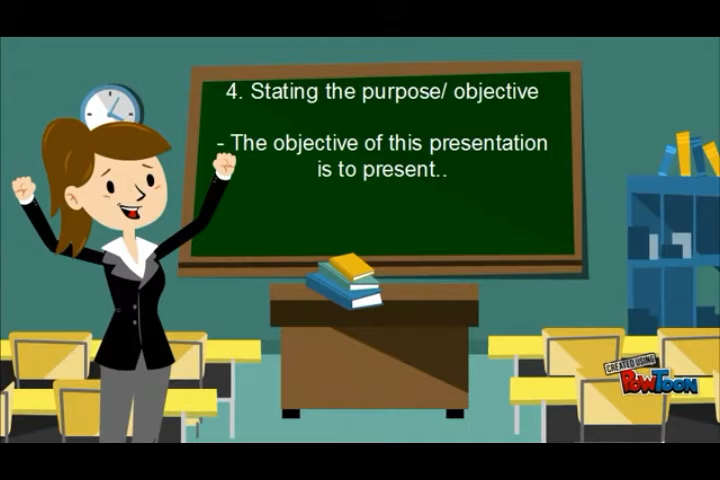 4. Stating the purpose/ objective
- The objective of this presentation
is to present..
CREATED USING
POWTOON